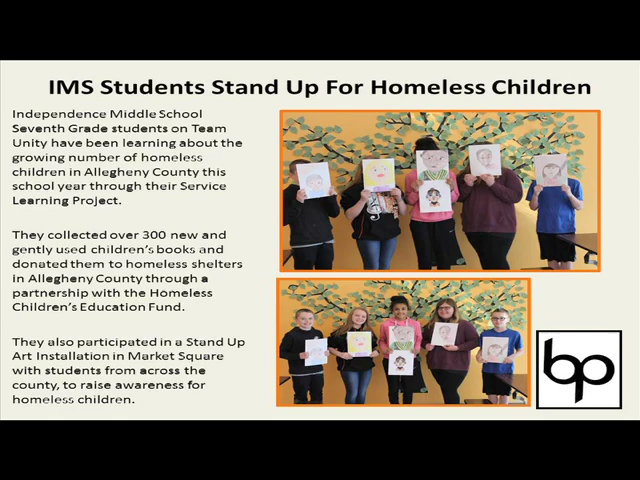 IMS Students Stand Up For Homeless Children
Independence Middle School
Seventh Grade students on Team
Unity have been learning about the
growing number of homeless
children in Allegheny County this
school year through their Service
Learning Project.
They collected over 300 new and
gently used children's books and
donated them to homeless shelters
in Allegheny County through a
partnership with the Homeless
Children's Education Fund.
They also participated in a Stand Up
Art Installation in Market Square
with students from across the
county, to raise awareness for
homeless children.
bp